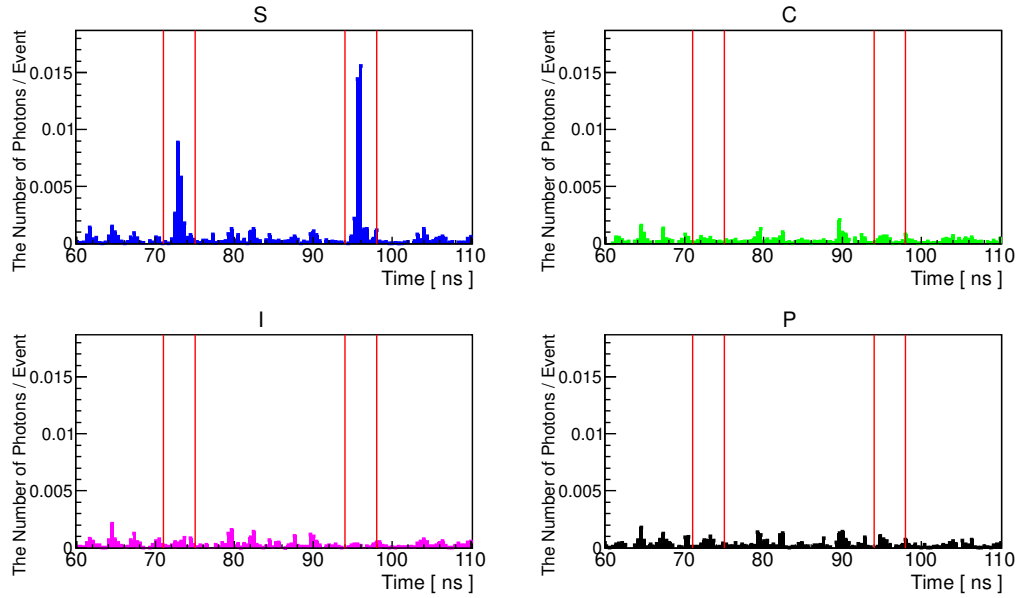 S
The Number of Photons / Event
0.015
0.01
0.005
0
60 70 80 90 100 110
Time [ ns ]
C
The Number of Photons / Event
0.015
0.01
0.005
0
60 70 80 90 100 110
Time [ ns ]
I
The Number of Photons / Event
0.015
0.01
0.005
0
60 70 80 90 100 110
Time [ ns ]
P
The Number of Photons / Event
0.015
0.01
0.005
0
60 70 80 90 100 110
Time [ ns ]